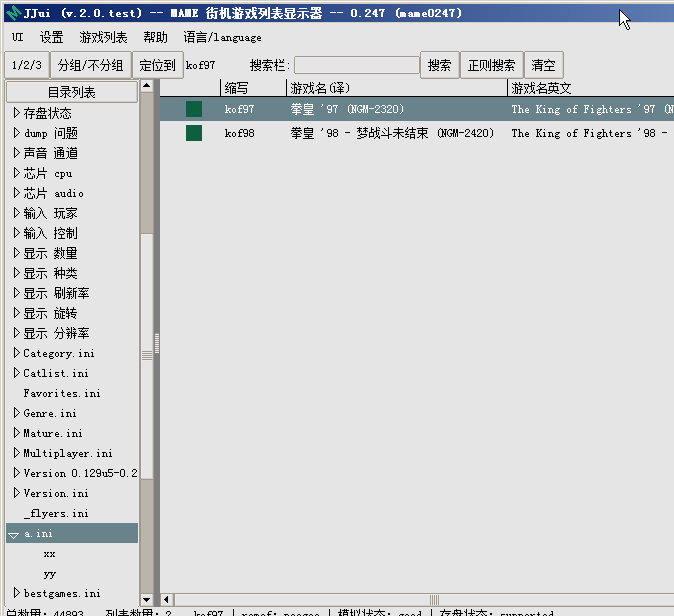 JJui (v.2.0.test) -- MAME 街机游戏列表显示器 -- 0.247 (mame0247)
UI 设置 游戏列表 帮助 语言/language
1/2/3 分组/不分组 定位到 kof97 搜索栏: 搜索 正则搜索 清空
目录列表
存盘状态
dump 问题
声音 通道
芯片 cpu
芯片 audio
输入 玩家
输入 控制
显示 数量
显示 种类
显示 刷新率
显示 旋转
显示 分辨率
Category.ini
Catlist.ini
Favorites.ini
Genre.ini
Mature.ini
Multiplayer.ini
Version 0.129u5-0.2
Version.ini
_flyers.ini
a.ini
xx
yy
bestgames.ini
缩写 游戏名(译) 游戏名英文
kof97 拳皇 '97 (NGM-2320) The King of Fighters '97 (N
kof98 拳皇 '98 - 梦战斗未结束 (NGM-2420) The King of Fighters '98 -
总数里: 44893 列表数里: 2 kof97 | romof: neogeo | 模拟状态: good | 存盘状态: supported